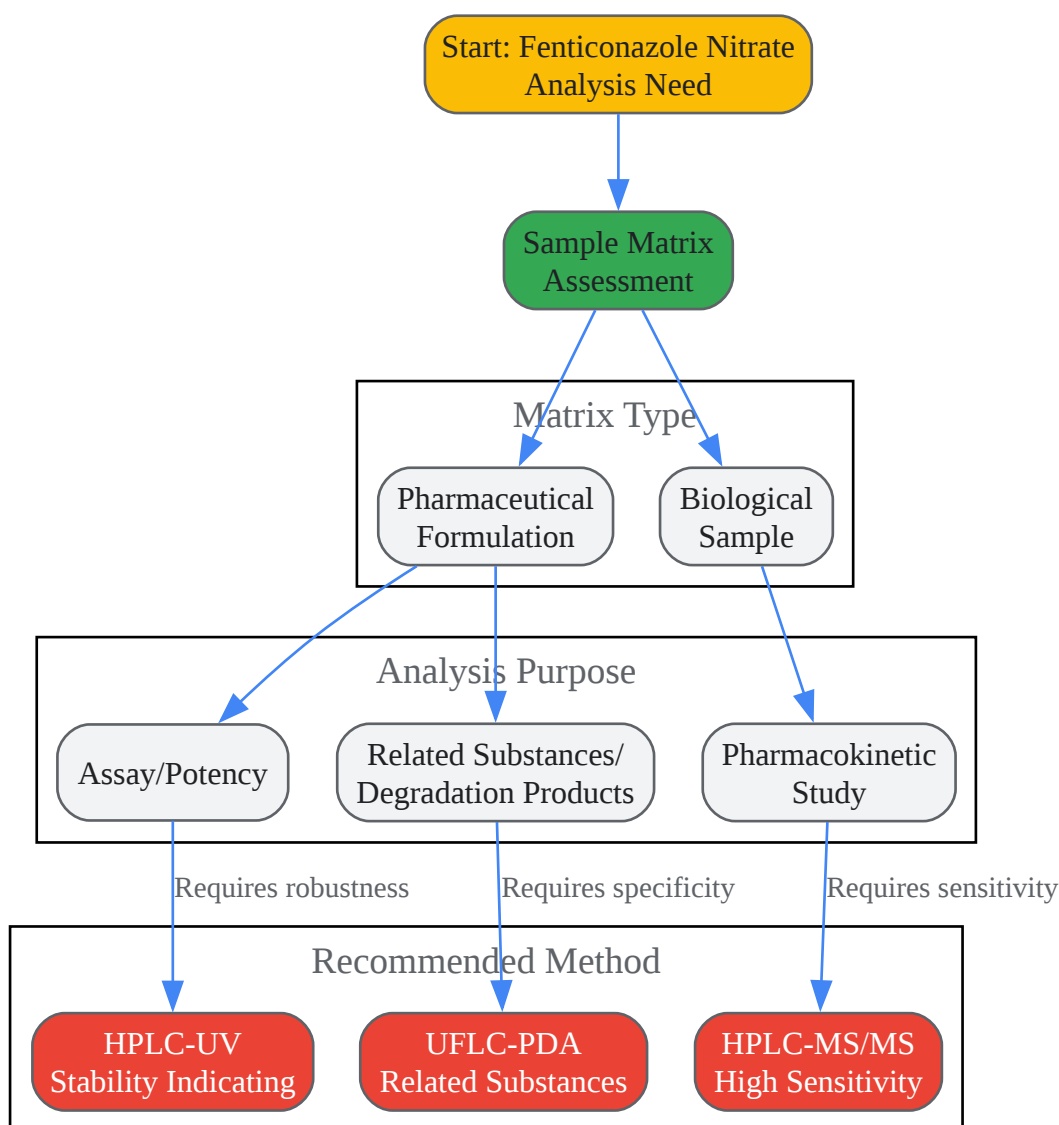 Start: Fenticonazole Nitrate
Analysis Need
Sample Matrix
Assessment
Matrix Type
Pharmaceutical
Formulation
Biological
Sample
Analysis Purpose
Assay/Potency
Related Substances/
Degradation Products
Pharmacokinetic
Study
Requires robustness
Requires specificity
Requires sensitivity
Recommended Method
HPLC-UV
Stability Indicating
UFLC-PDA
Related Substances
HPLC-MS/MS
High Sensitivity